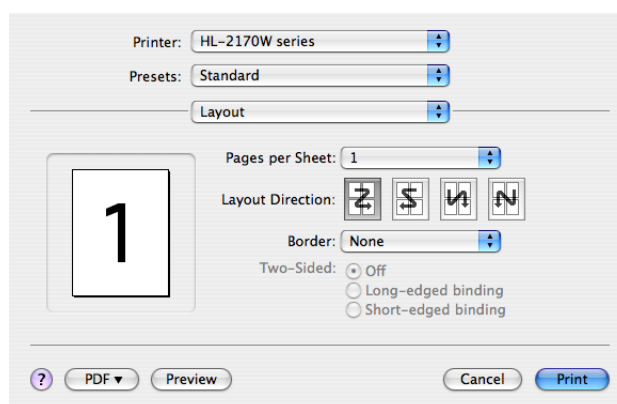 Printer: HL-2170W series
Presets: Standard
Layout
Pages per Sheet: 1
1
Layout Direction:
Border: None
Two-Sided: Off
Long-edged binding
Short-edged binding
? PDF▼ Preview Cancel Print